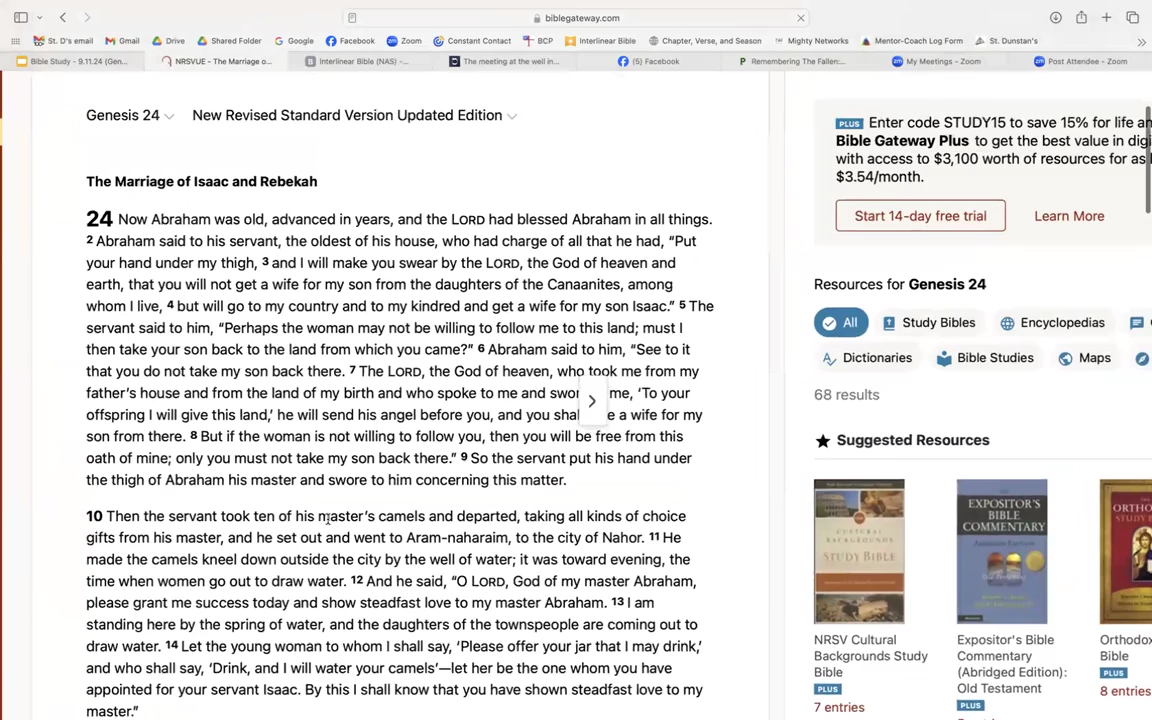 biblegateway.com
St. D's email Gmail Drive Shared Folder Google Facebook Zoom Constant Contact BCP Interlinear Bible Chapter, Verse, and Season Mighty Networks Mentor-Coach Log Form St. Dunstan's
Bible Study - 9.11.24 (Gen... NRSVUE - The Marriage o... Interlinear Bible (NAS) -... The meeting at the well in... (5) Facebook Remembering The Fallen:... My Meetings - Zoom Post Attendee - Zoom
Genesis 24 New Revised Standard Version Updated Edition
The Marriage of Isaac and Rebekah
24 Now Abraham was old, advanced in years, and the LORD had blessed Abraham in all things.
2 Abraham said to his servant, the oldest of his house, who had charge of all that he had, “Put
your hand under my thigh, 3 and I will make you swear by the LORD, the God of heaven and
earth, that you will not get a wife for my son from the daughters of the Canaanites, among
whom I live, 4 but will go to my country and to my kindred and get a wife for my son Isaac.” 5 The
servant said to him, “Perhaps the woman may not be willing to follow me to this land; must I
then take your son back to the land from which you came?” 6 Abraham said to him, “See to it
that you do not take my son back there. 7 The LORD, the God of heaven, who took me from my
father’s house and from the land of my birth and who spoke to me and swor me, ‘To your
offspring I will give this land,’ he will send his angel before you, and you shal e a wife for my
son from there. 8 But if the woman is not willing to follow you, then you will be free from this
oath of mine; only you must not take my son back there.” 9 So the servant put his hand under
the thigh of Abraham his master and swore to him concerning this matter.
10 Then the servant took ten of his master’s camels and departed, taking all kinds of choice
gifts from his master, and he set out and went to Aram-naharaim, to the city of Nahor. 11 He
made the camels kneel down outside the city by the well of water; it was toward evening, the
time when women go out to draw water. 12 And he said, “O LORD, God of my master Abraham,
please grant me success today and show steadfast love to my master Abraham. 13 I am
standing here by the spring of water, and the daughters of the townspeople are coming out to
draw water. 14 Let the young woman to whom I shall say, ‘Please offer your jar that I may drink,’
and who shall say, ‘Drink, and I will water your camels’—let her be the one whom you have
appointed for your servant Isaac. By this I shall know that you have shown steadfast love to my
master.”
PLUS Enter code STUDY15 to save 15% for life an
Bible Gateway Plus to get the best value in digi
with access to $3,100 worth of resources for as
$3.54/month.
Start 14-day free trial Learn More
Resources for Genesis 24
All Study Bibles Encyclopedias
Dictionaries Bible Studies Maps
68 results
Suggested Resources
CULTURAL
BACKGROUNDS
STUDY BIBLE
EXPOSITOR'S
BIBLE
COMMENTARY
NRSV Cultural
Backgrounds Study
Bible
PLUS
7 entries
Expositor's Bible
Commentary
(Abridged Edition):
Old Testament
PLUS
Orthodox
Bible
PLUS
8 entries